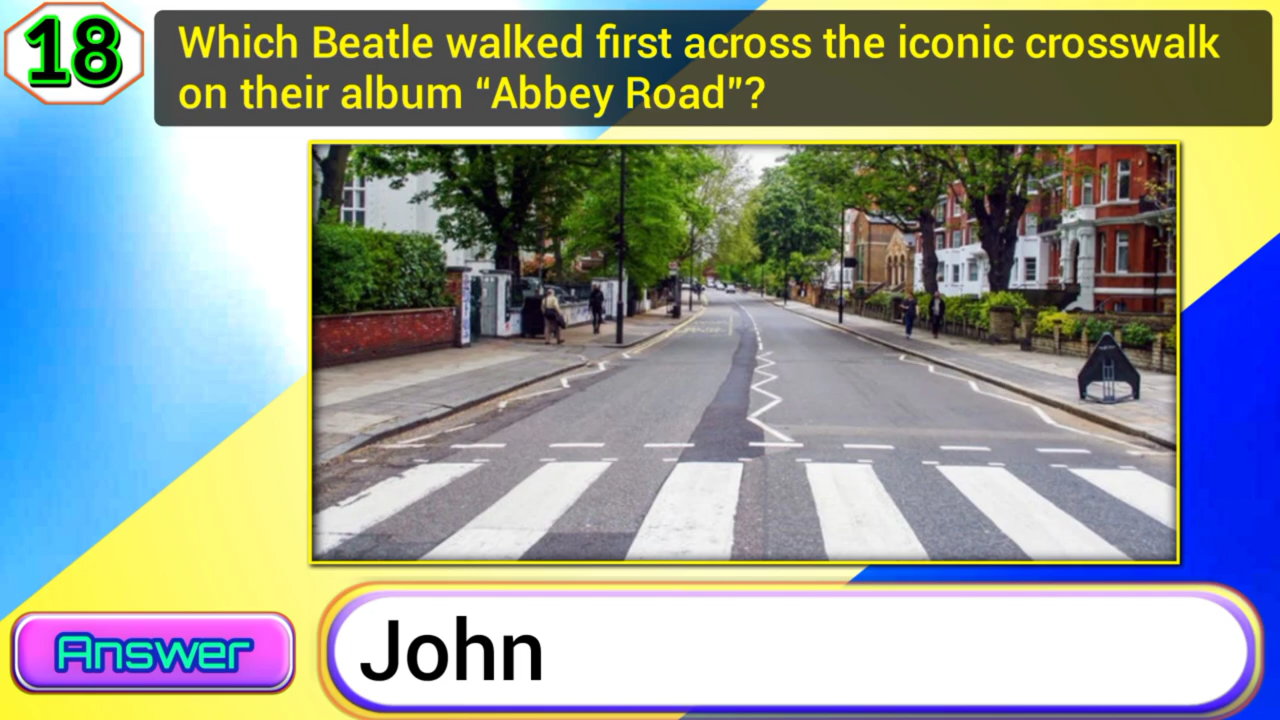 18
Which Beatle walked first across the iconic crosswalk
on their album “Abbey Road”?
Answer
John